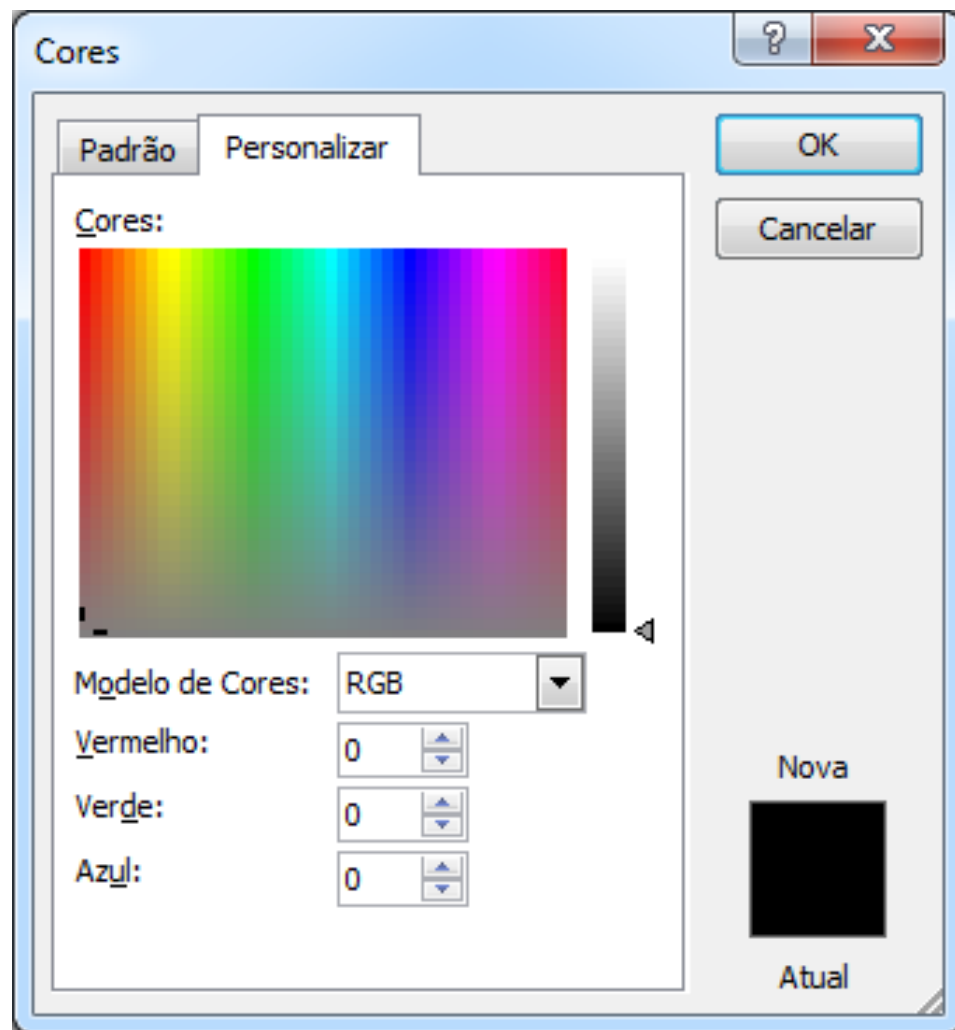 Cores
Padrão Personalizar
OK
Cancelar
Cores:
Modelo de Cores: RGB
Vermelho: 0
Verde: 0
Azul: 0
Nova
Atual